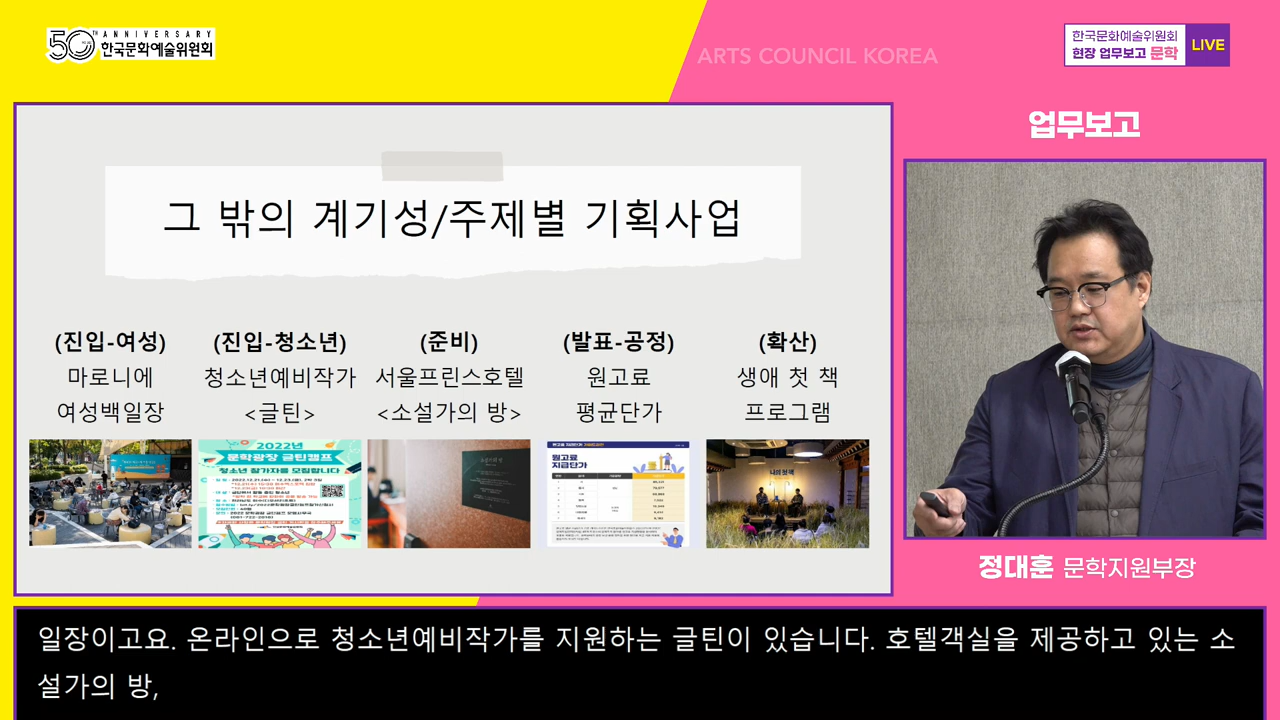 50TH ANNIVERSARY
한국문화예술위원회
ARTS COUNCIL KOREA
한국문화예술위원회
현장 업무보고 문학
LIVE
업무보고
그 밖의 계기성/주제별 기획사업
(진입-여성)
마로니에
여성백일장
(진입-청소년)
청소년예비작가
<글틴>
(준비)
서울프린스호텔
<소설가의 방>
(발표-공정)
원고료
평균단가
(확산)
생애 첫 책
프로그램
2022년
문학광장 글틴캠프
청소년 참가자를 모집합니다
원고료
지급단가
나의 첫 책
정대훈 문학지원부장
일장이고요. 온라인으로 청소년예비작가를 지원하는 글틴이 있습니다. 호텔객실을 제공하고 있는 소
설가의 방,